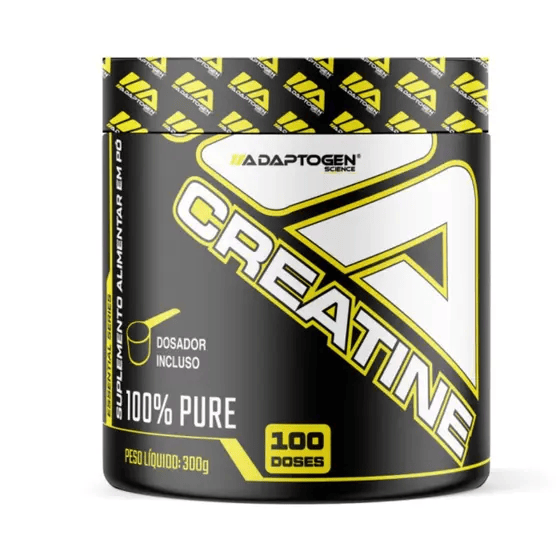 ADAPTOGEN®
SCIENCE
CREATINE
ESSENTIAL SERIES
SUPLEMENTO ALIMENTAR EM PÓ
DOSADOR
INCLUSO
100% PURE
PESO LÍQUIDO: 300g
100
DOSES